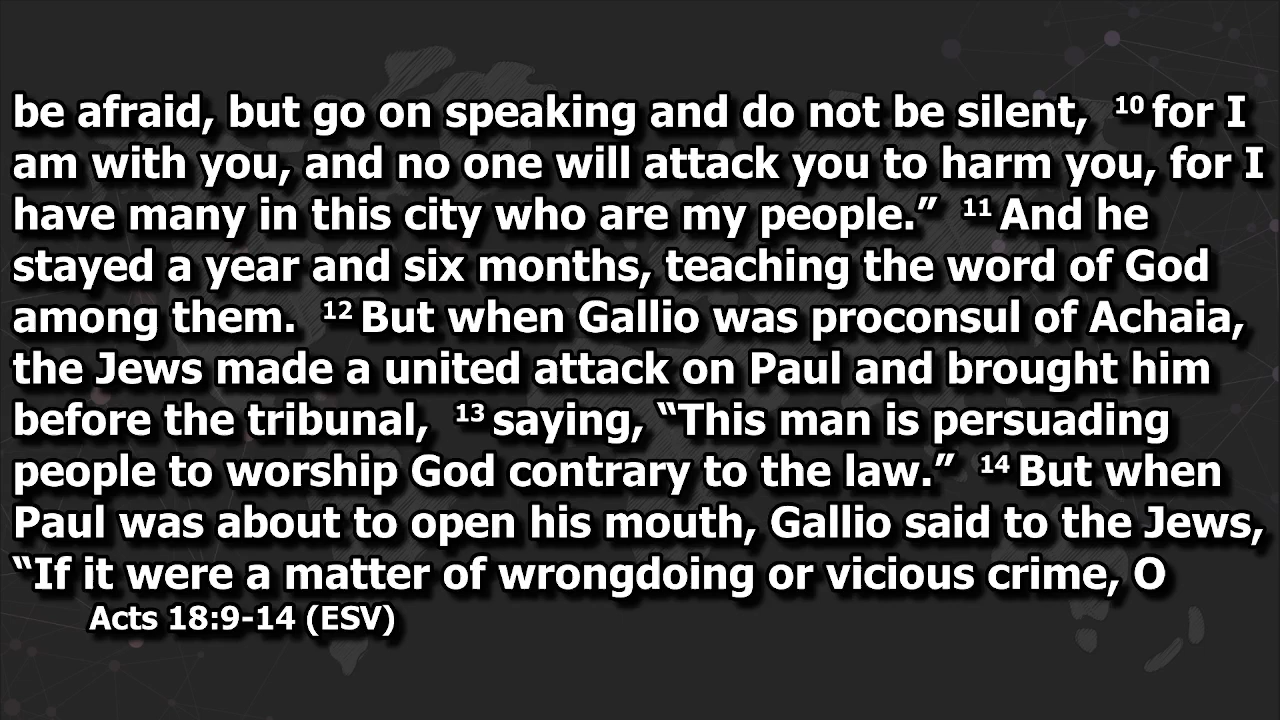 be afraid, but go on speaking and do not be silent, 10 for I
am with you, and no one will attack you to harm you, for I
have many in this city who are my people.” 11 And he
stayed a year and six months, teaching the word of God
among them. 12 But when Gallio was proconsul of Achaia,
the Jews made a united attack on Paul and brought him
before the tribunal, 13 saying, “This man is persuading
people to worship God contrary to the law.” 14 But when
Paul was about to open his mouth, Gallio said to the Jews,
“If it were a matter of wrongdoing or vicious crime, O
Acts 18:9-14 (ESV)